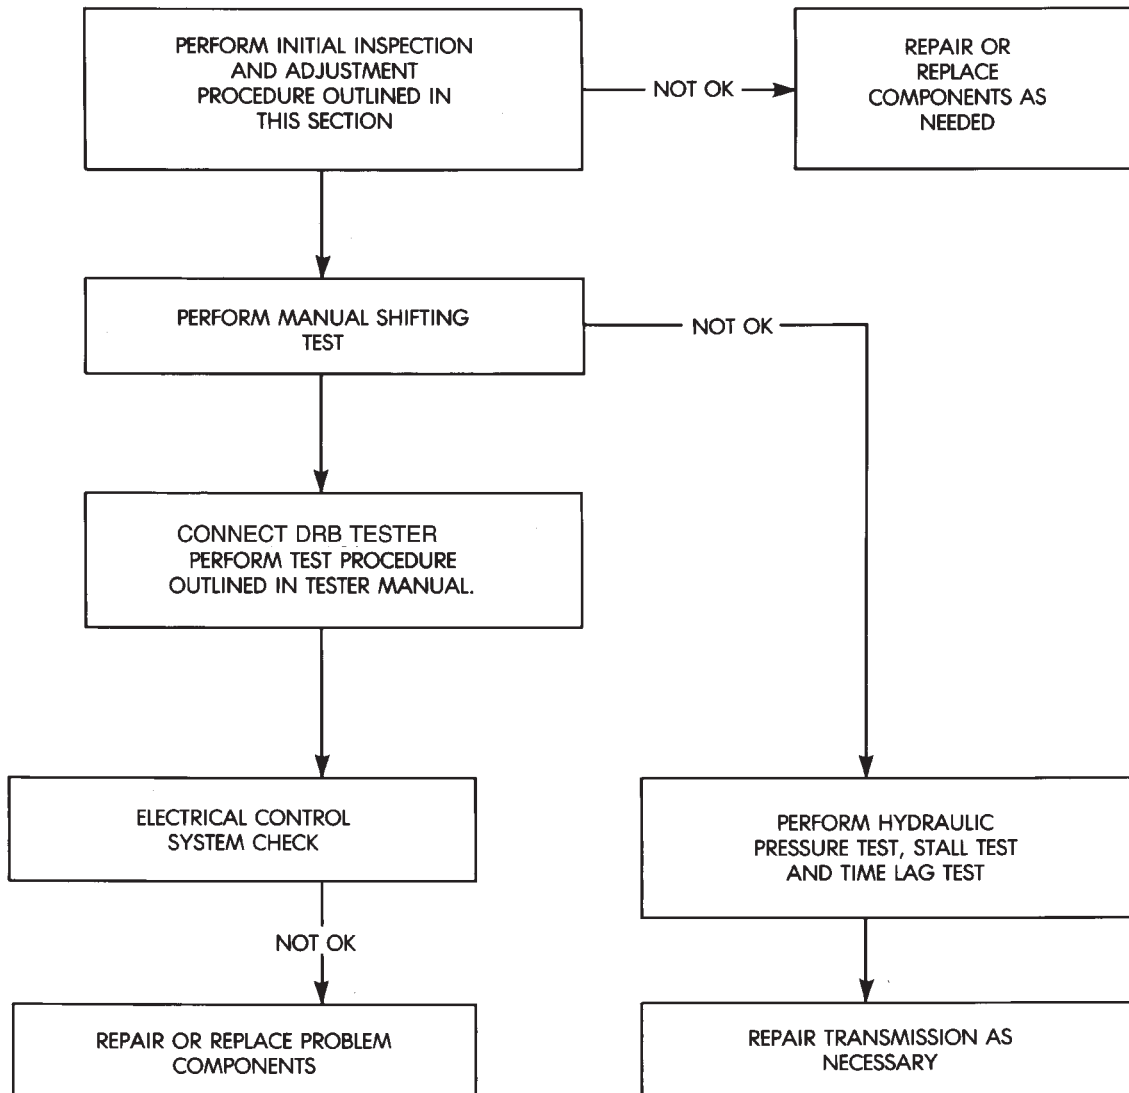 PERFORM INITIAL INSPECTION
AND ADJUSTMENT
PROCEDURE OUTLINED IN
THIS SECTION
NOT OK
REPAIR OR
REPLACE
COMPONENTS AS
NEEDED
PERFORM MANUAL SHIFTING
TEST
NOT OK
CONNECT DRB TESTER
PERFORM TEST PROCEDURE
OUTLINED IN TESTER MANUAL.
ELECTRICAL CONTROL
SYSTEM CHECK
PERFORM HYDRAULIC
PRESSURE TEST, STALL TEST
AND TIME LAG TEST
NOT OK
REPAIR OR REPLACE PROBLEM
COMPONENTS
REPAIR TRANSMISSION AS
NECESSARY